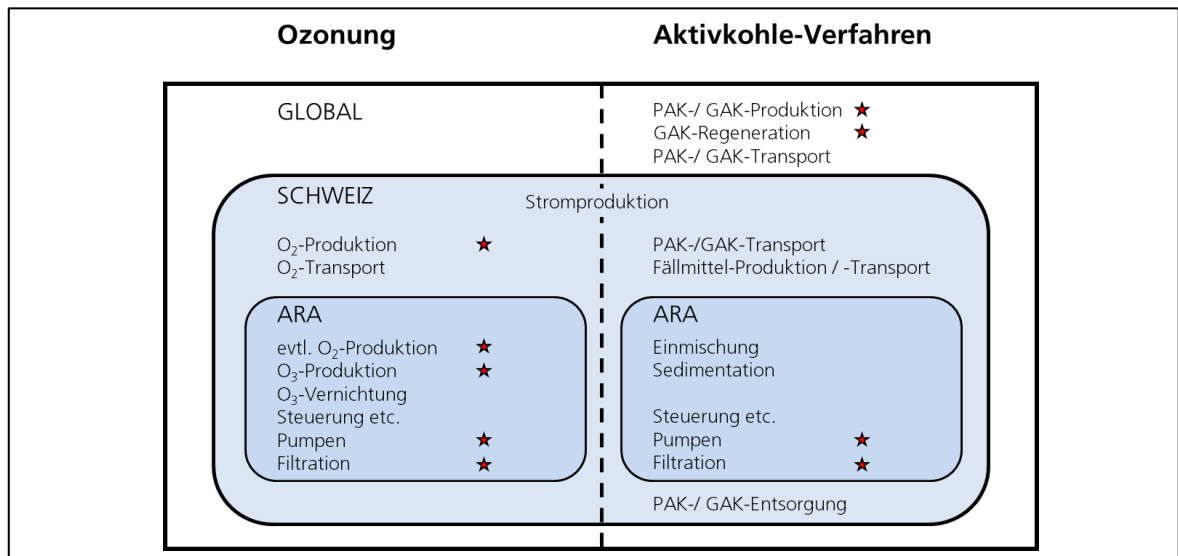 Ozonung
Aktivkohle-Verfahren
GLOBAL
PAK-/ GAK-Produktion
GAK-Regeneration
PAK-/ GAK-Transport
SCHWEIZ
Stromproduktion
O₂-Produktion
O₂-Transport
PAK-/GAK-Transport
Fällmittel-Produktion / -Transport
ARA
evtl. O₂-Produktion
O₃-Produktion
O₃-Vernichtung
Steuerung etc.
Pumpen
Filtration
ARA
Einmischung
Sedimentation
Steuerung etc.
Pumpen
Filtration
PAK-/ GAK-Entsorgung